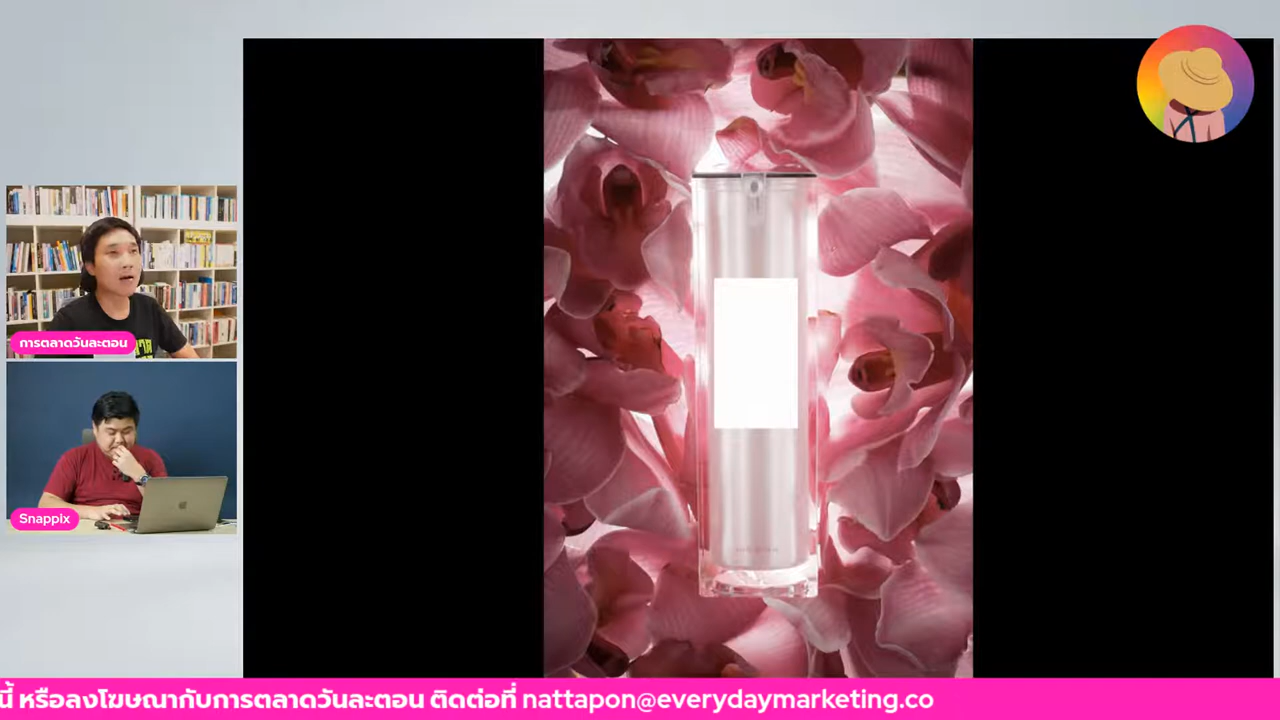 การตลาดวันละตอน
Snappix
นี้ หรือลงโฆษณากับการตลาดวันละตอน ติดต่อที่ nattapon@everydaymarketing.co